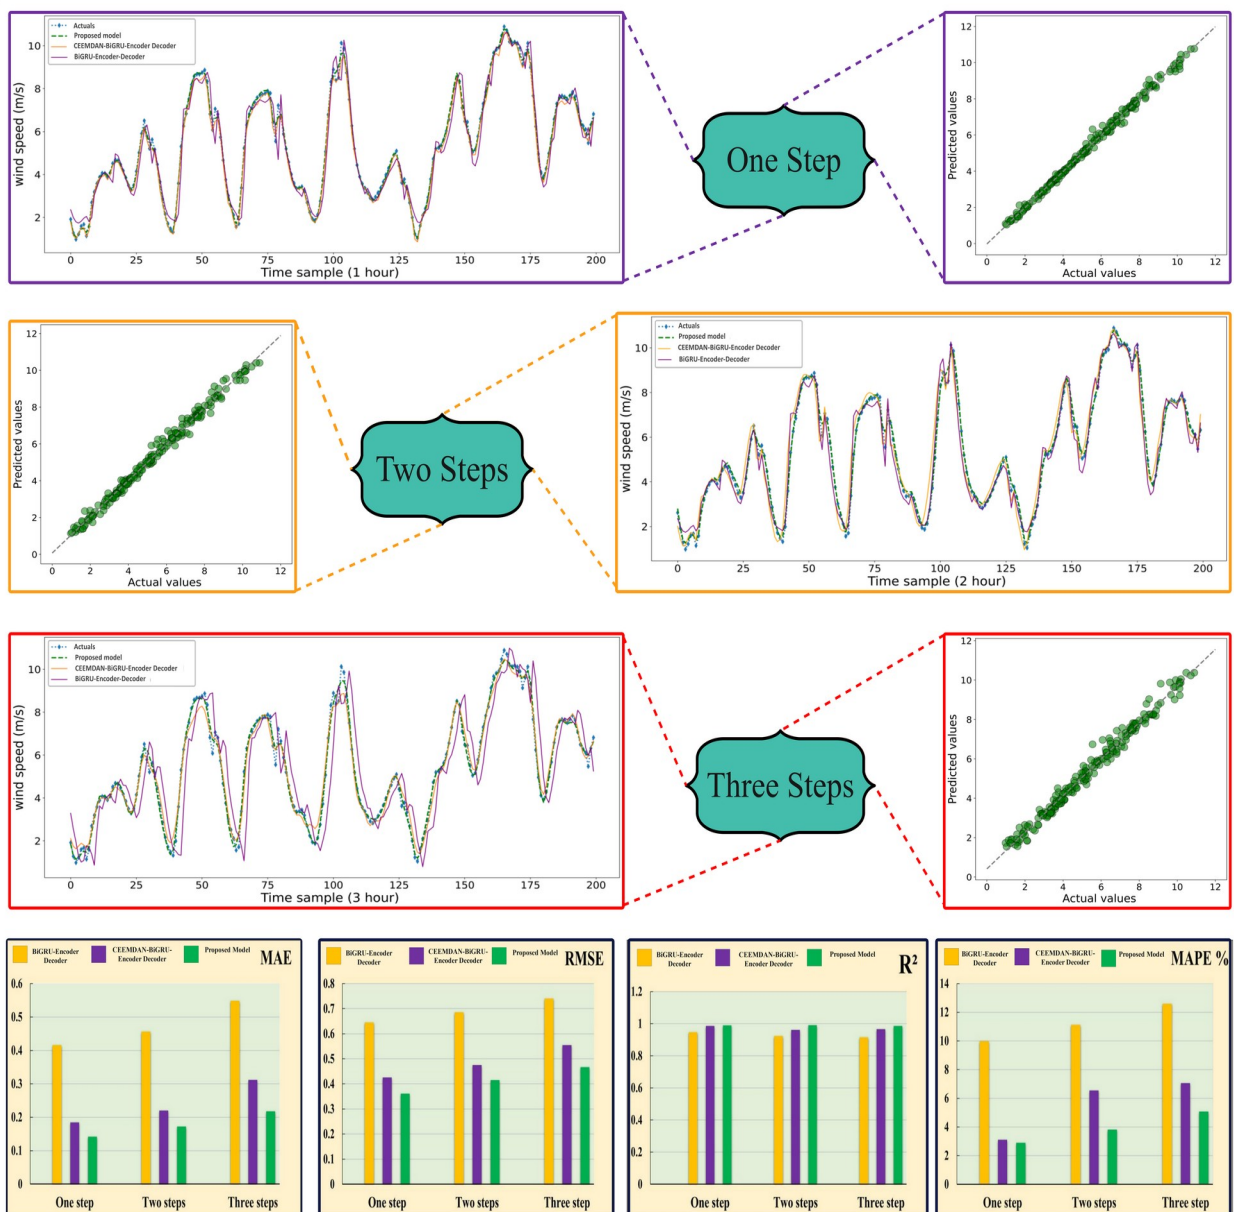 Actuals
Proposed model
CEEMDAN-BiGRU-Encoder Decoder
BiGRU-Encoder-Decoder
wind speed (m/s)
10
8
6
4
2
0 25 50 75 100 125 150 175 200
Time sample (1 hour)
One Step
Predicted values
12
10
8
6
4
2
0
0 2 4 6 8 10 12
Actual values
Predicted values
12
10
8
6
4
2
0
0 2 4 6 8 10 12
Actual values
Two Steps
Actuals
Proposed model
CEEMDAN-BiGRU-Encoder Decoder
BiGRU-Encoder-Decoder
wind speed (m/s)
10
8
6
4
2
0 25 50 75 100 125 150 175 200
Time sample (2 hour)
Actuals
Proposed model
CEEMDAN-BiGRU-Encoder Decoder
BiGRU-Encoder-Decoder
wind speed (m/s)
10
8
6
4
2
0 25 50 75 100 125 150 175 200
Time sample (3 hour)
Three Steps
Predicted values
12
10
8
6
4
2
0
0 2 4 6 8 10 12
Actual values
BiGRU-Encoder
Decoder
CEEMDAN-BiGRU-
Encoder Decoder
Proposed Model
MAE
0.6
0.5
0.4
0.3
0.2
0.1
0
One step Two steps Three steps
BiGRU-Encoder
Decoder
CEEMDAN-BiGRU-
Encoder Decoder
Proposed Model
RMSE
0.8
0.7
0.6
0.5
0.4
0.3
0.2
0.1
0
One step Two steps Three step
BiGRU-Encoder
Decoder
CEEMDAN-BiGRU-
Encoder Decoder
Proposed Model
R²
1.2
1
0.8
0.6
0.4
0.2
0
One step Two steps Three step
BiGRU-Encoder
Decoder
CEEMDAN-BiGRU-
Encoder Decoder
Proposed Model
MAPE %
14
12
10
8
6
4
2
0
One step Two steps Three step